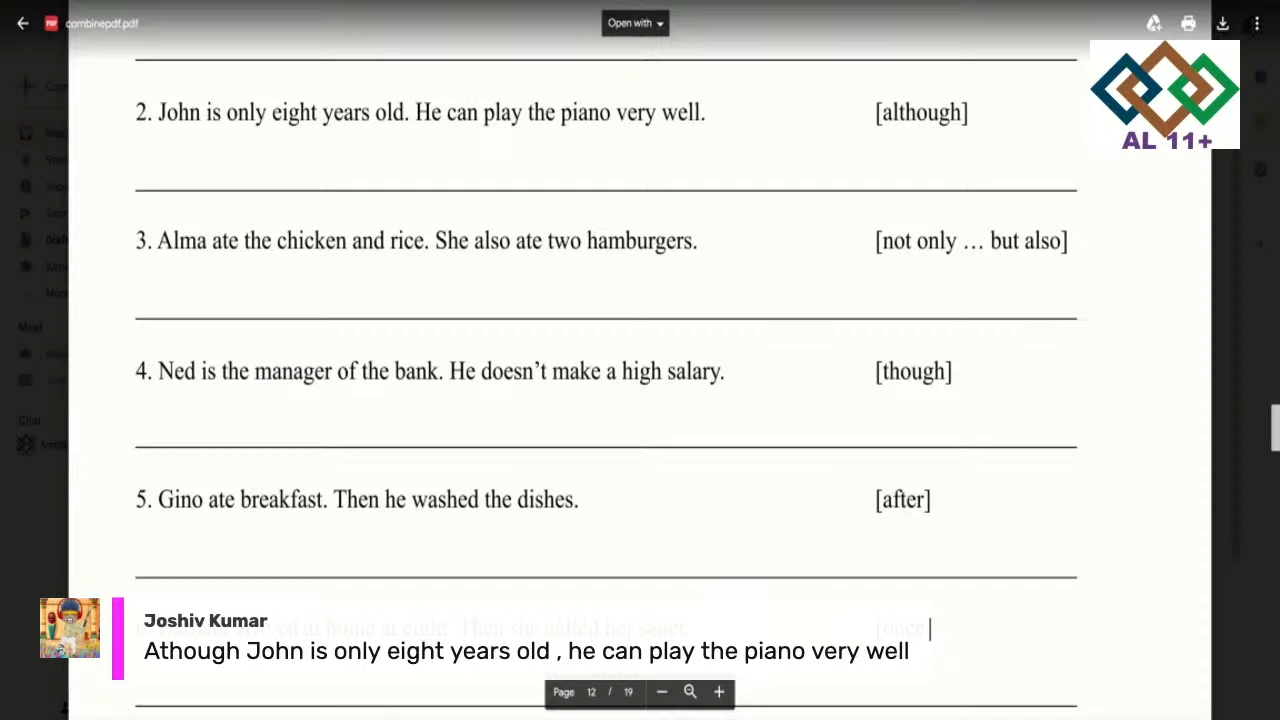 combinepdf.pdf
Open with
AL 11+
2. John is only eight years old. He can play the piano very well. [although]
3. Alma ate the chicken and rice. She also ate two hamburgers. [not only … but also]
4. Ned is the manager of the bank. He doesn’t make a high salary. [though]
5. Gino ate breakfast. Then he washed the dishes. [after]
Joshiv Kumar
Athough John is only eight years old , he can play the piano very well
Page 12 / 19